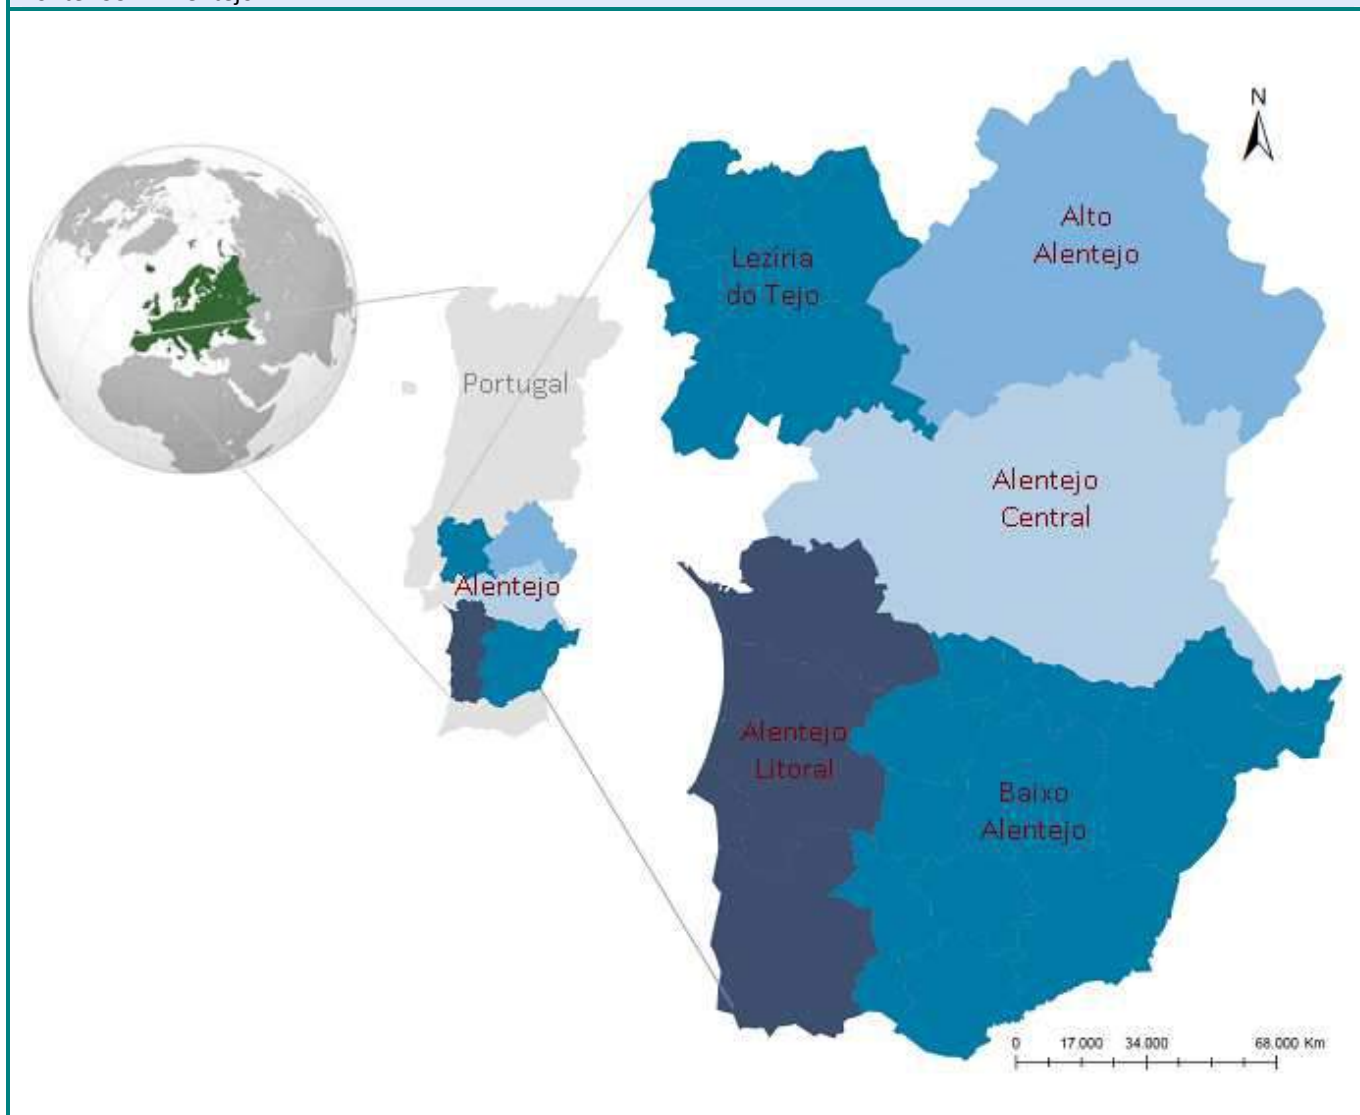 N
Alto
Alentejo
Lezíria
do Tejo
Portugal
Alentejo
Central
Alentejo
Alentejo
Litoral
Baixo
Alentejo
0 17.000 34.000 68.000 Km